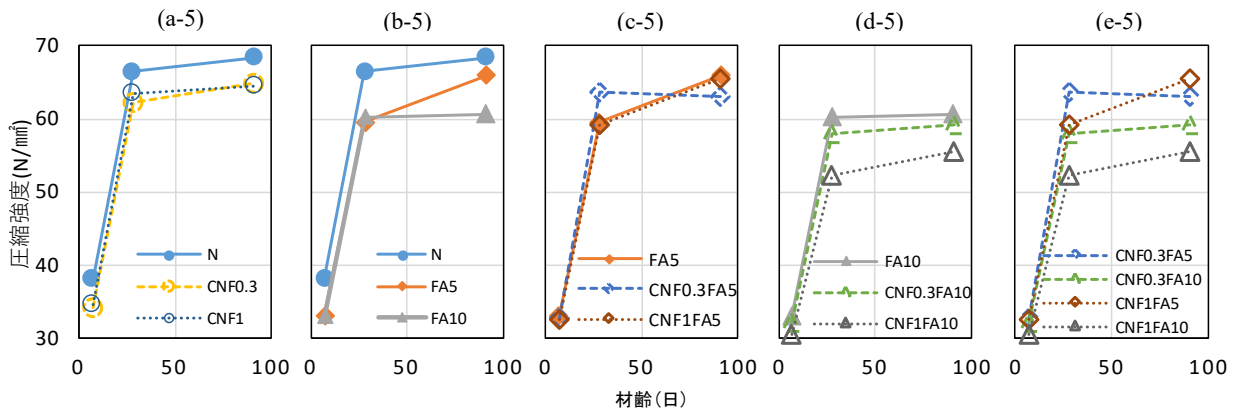 (a-5) (b-5) (c-5) (d-5) (e-5)
圧縮強度(N/㎟)
70
60
50
40
30
N
CNF0.3
CNF1
N
FA5
FA10
FA5
CNF0.3FA5
CNF1FA5
FA10
CNF0.3FA10
CNF1FA10
CNF0.3FA5
CNF0.3FA10
CNF1FA5
CNF1FA10
0 50 100 0 50 100 0 50 100 0 50 100 0 50 100
材齢(日)